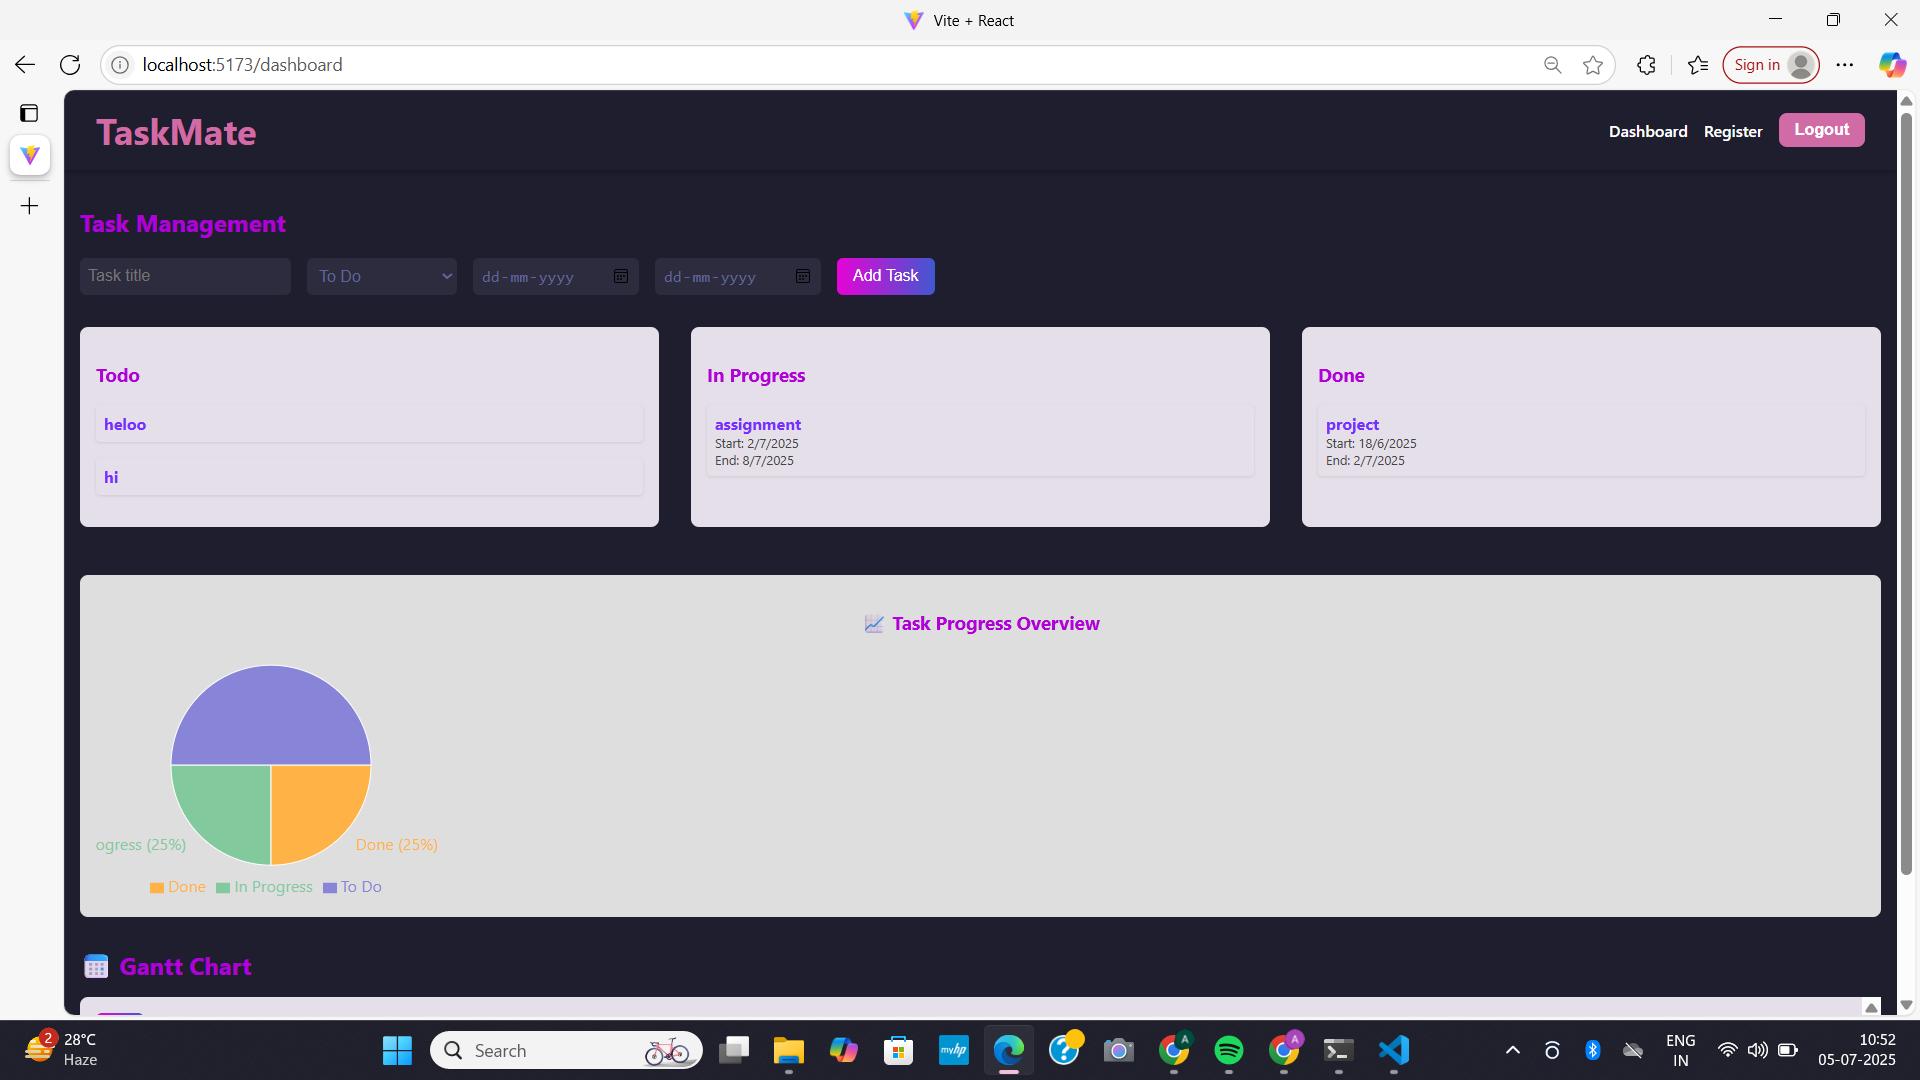 Vite + React
localhost:5173/dashboard
Sign in
TaskMate
Dashboard Register Logout
Task Management
Task title To Do dd-mm-yyyy dd-mm-yyyy Add Task
Todo
heloo
hi
In Progress
assignment
Start: 2/7/2025
End: 8/7/2025
Done
project
Start: 18/6/2025
End: 2/7/2025
Task Progress Overview
ogress (25%) Done (25%)
Done In Progress To Do
Gantt Chart
2
28°C
Haze
Search
myhp
A
A
ENG
IN
10:52
05-07-2025